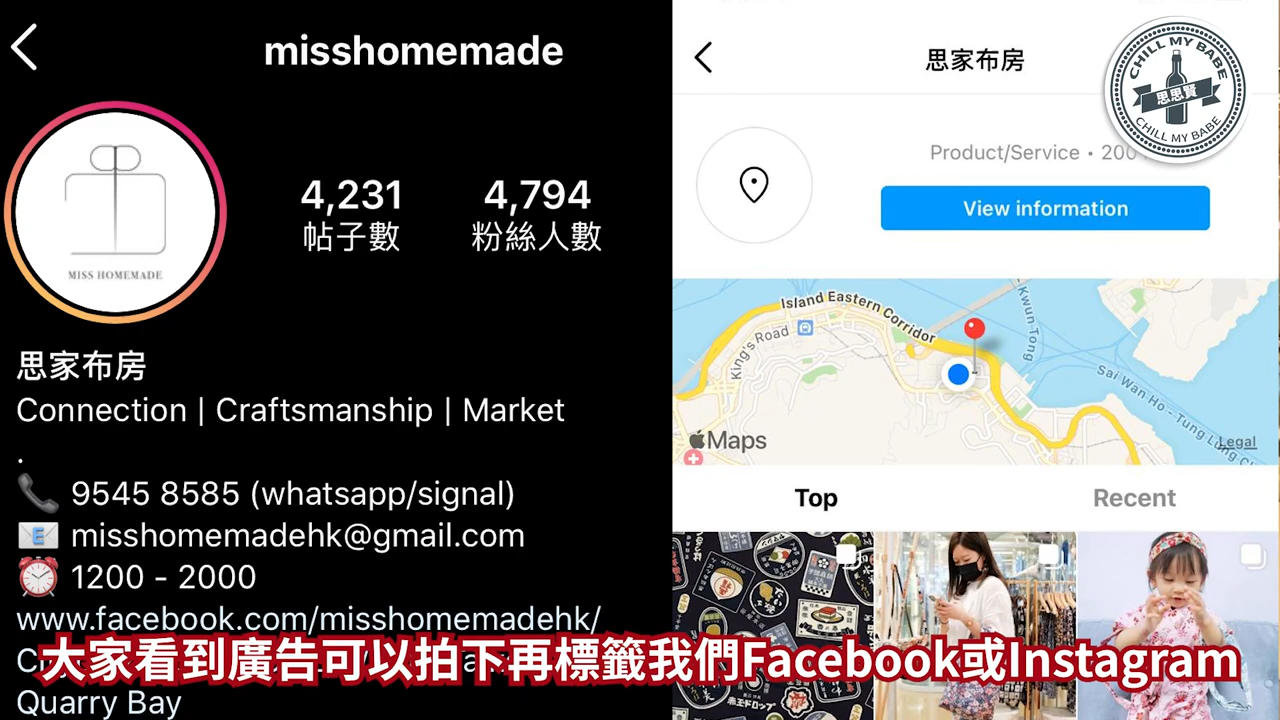 misshomemade
MISS HOMEMADE
4,231
帖子數
4,794
粉絲人數
思家布房
Connection | Craftsmanship | Market
.
9545 8585 (whatsapp/signal)
misshomemadehk@gmail.com
1200 - 2000
www.facebook.com/misshomemadehk/
Quarry Bay
思家布房
Product/Service • 200
View information
CHILL MY BABE
思思賢
CHILL MY BABE
Island Eastern Corridor
King's Road
Kwun Tong
Sai Wan Ho - Tung Lung C
Maps
Legal
Top
Recent
大家看到廣告可以拍下再標籤我們Facebook或Instagram